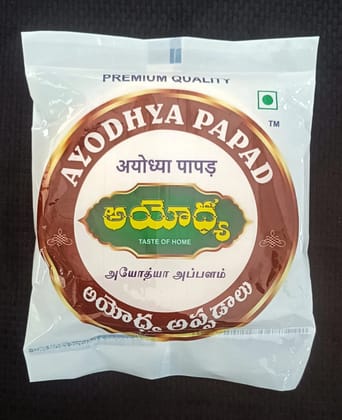 PREMIUM QUALITY
AYODHYA PAPAD
TM
अयोध्या पापड़
అయోధ్య
TASTE OF HOME
அயோத்யா அப்பளம்
అయోధ్య అప్పడాలు